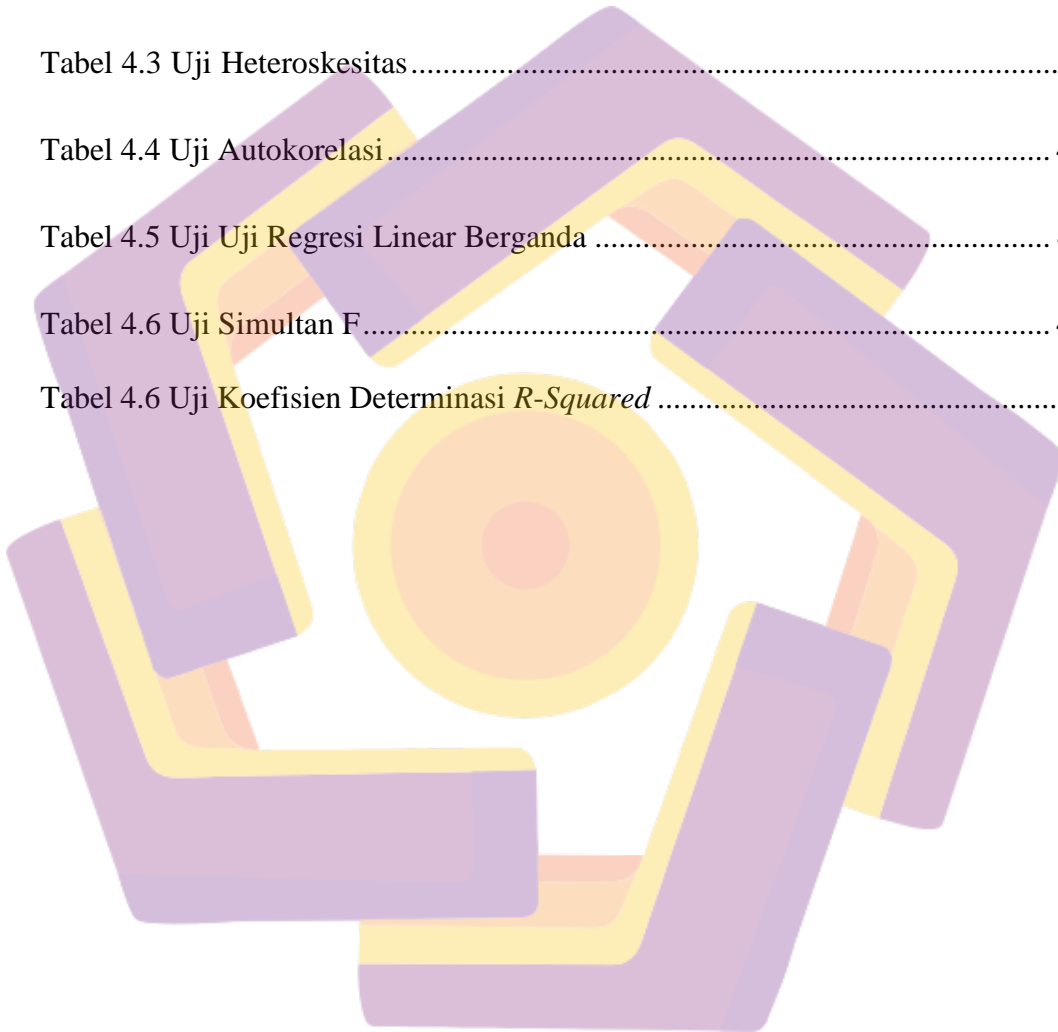 Tabel 4.3 Uji Heteroskesitas........................................................................................
Tabel 4.4 Uji Autokorelasi...........................................................................................
Tabel 4.5 Uji Uji Regresi Linear Berganda ..............................................................
Tabel 4.6 Uji Simultan F..............................................................................................
Tabel 4.6 Uji Koefisien Determinasi R-Squared ......................................................